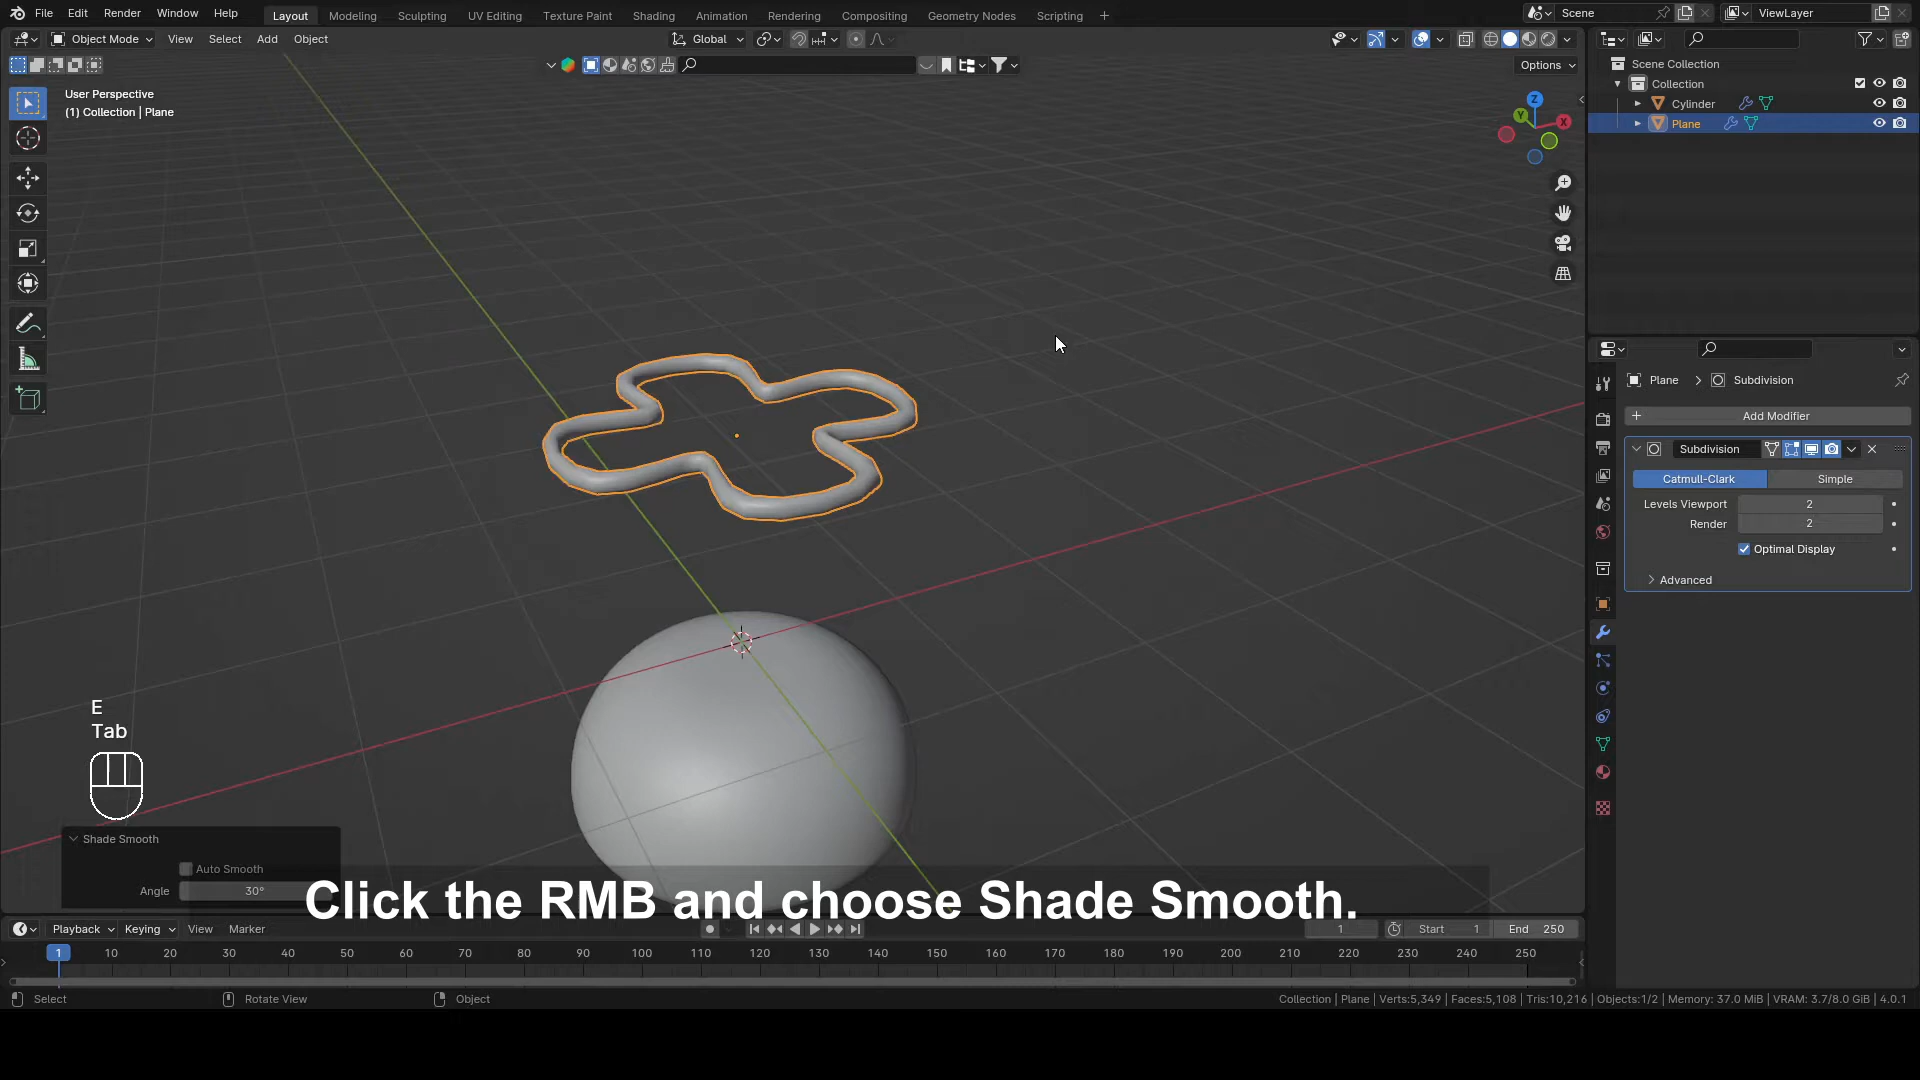 File Edit Render Window Help Layout Modeling Sculpting UV Editing Texture Paint Shading Animation Rendering Compositing Geometry Nodes Scripting + Scene ViewLayer
Object Mode View Select Add Object Global
Options
User Perspective
(1) Collection | Plane
Z
Y
X
Scene Collection
Collection
Cylinder
Plane
Plane > Subdivision
+ Add Modifier
Subdivision
Catmull-Clark Simple
Levels Viewport 2
Render 2
Optimal Display
Advanced
E
Tab
Shade Smooth
Auto Smooth
Angle 30°
Click the RMB and choose Shade Smooth.
Playback Keying View Marker 1 Start 1 End 250
1 10 20 30 40 50 60 70 80 90 100 110 120 130 140 150 160 170 180 190 200 210 220 230 240 250
Select Rotate View Object Collection | Plane | Verts:5,349 | Faces:5,108 | Tris:10,216 | Objects:1/2 | Memory: 37.0 MiB | VRAM: 3.7/8.0 GiB | 4.0.1